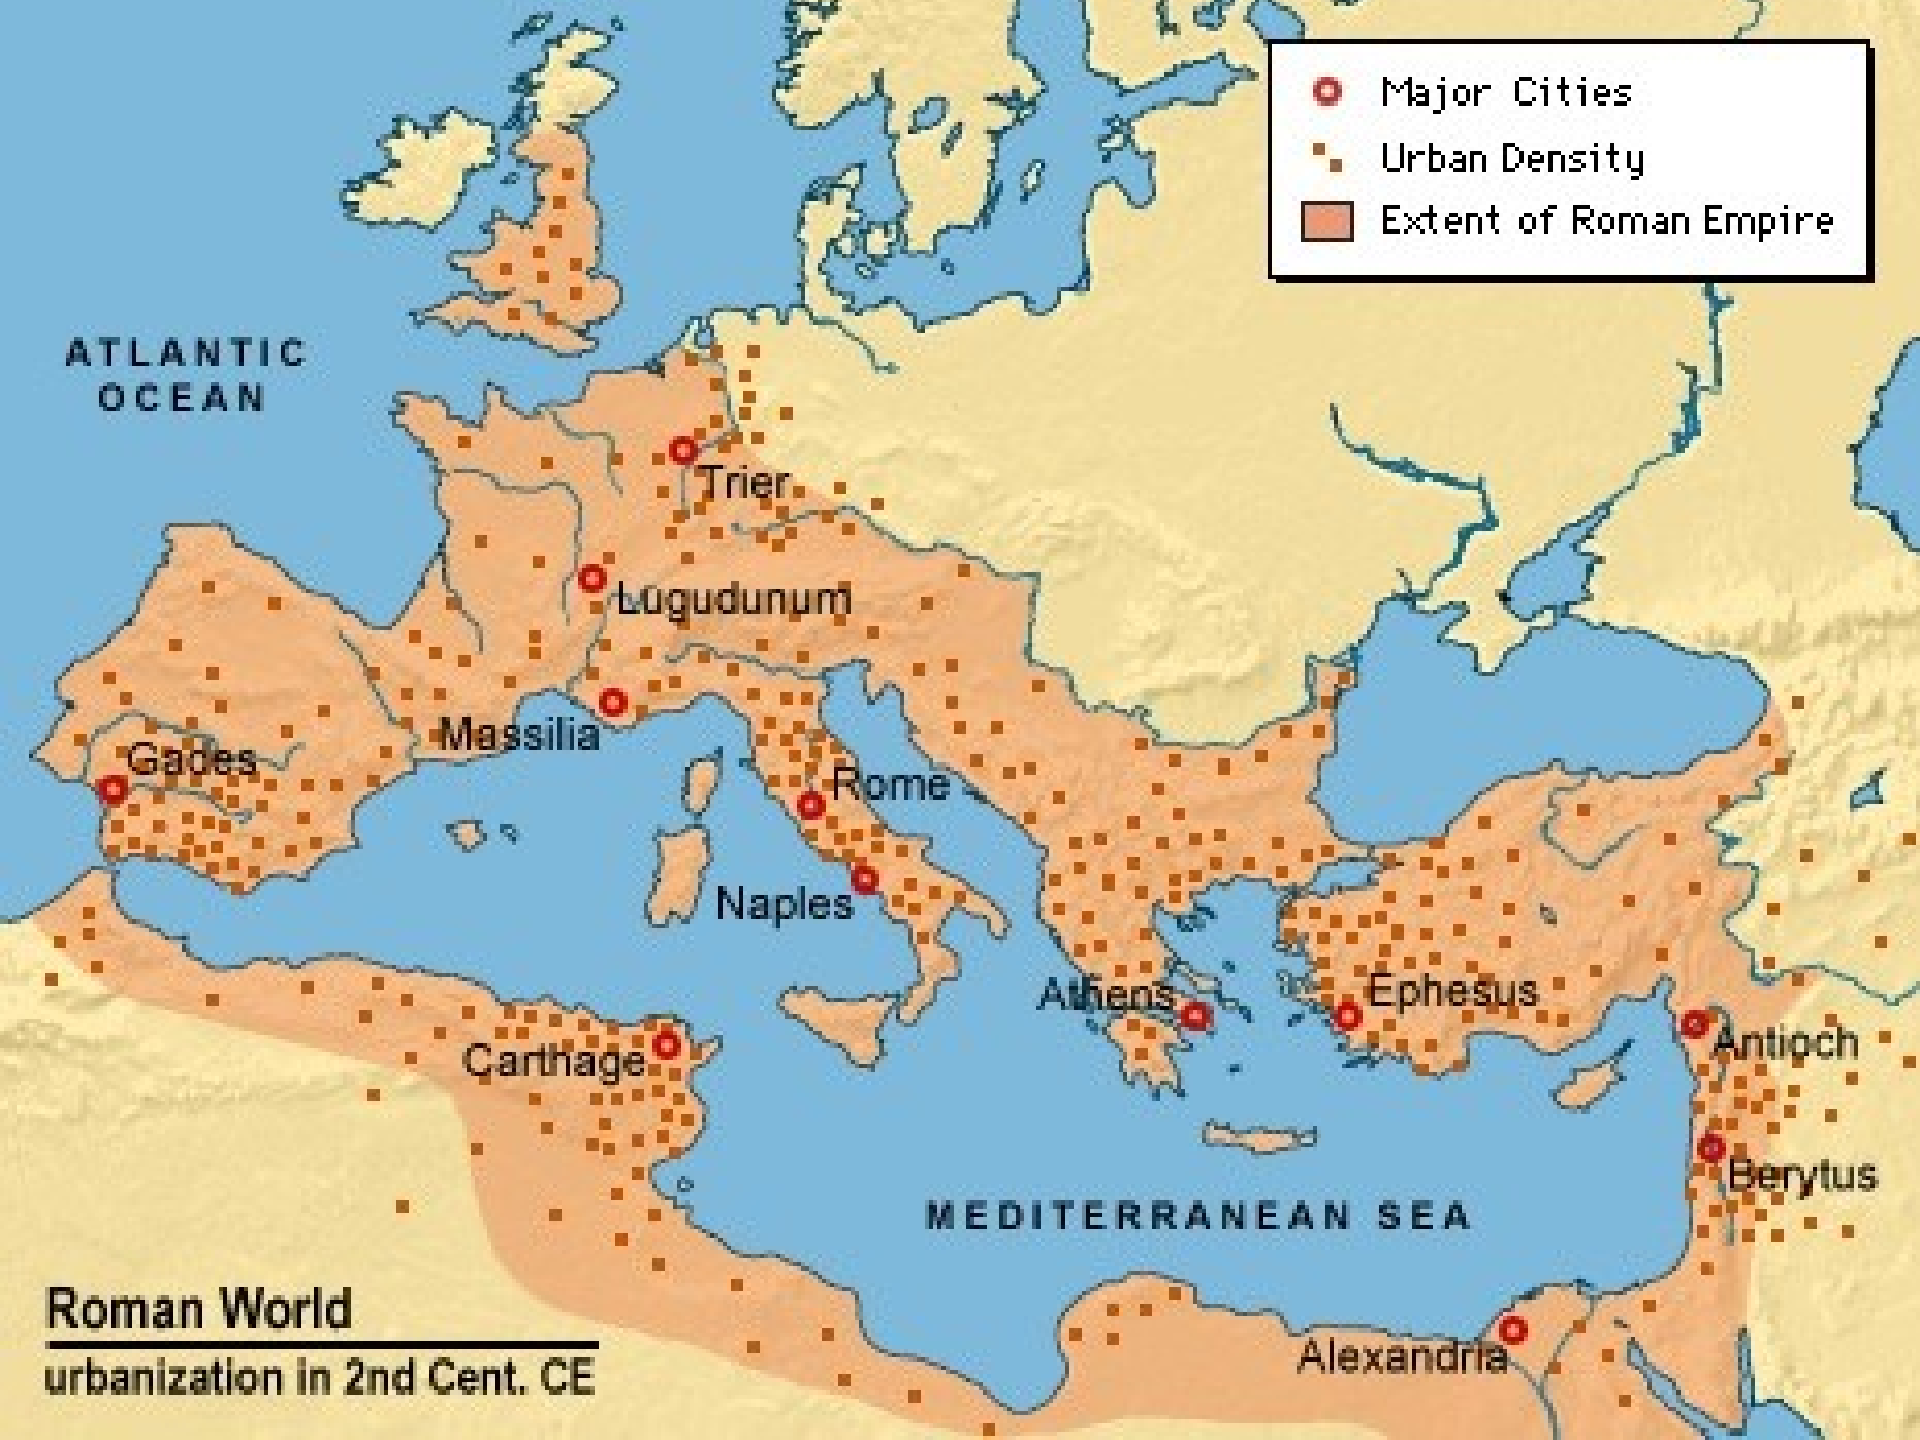 Major Cities
Urban Density
Extent of Roman Empire
ATLANTIC
OCEAN
Trier
Lugudunum
Massilia
Gades
Rome
Naples
Athens
Ephesus
Antioch
Carthage
Berytus
MEDITERRANEAN SEA
Alexandria
Roman World
urbanization in 2nd Cent. CE